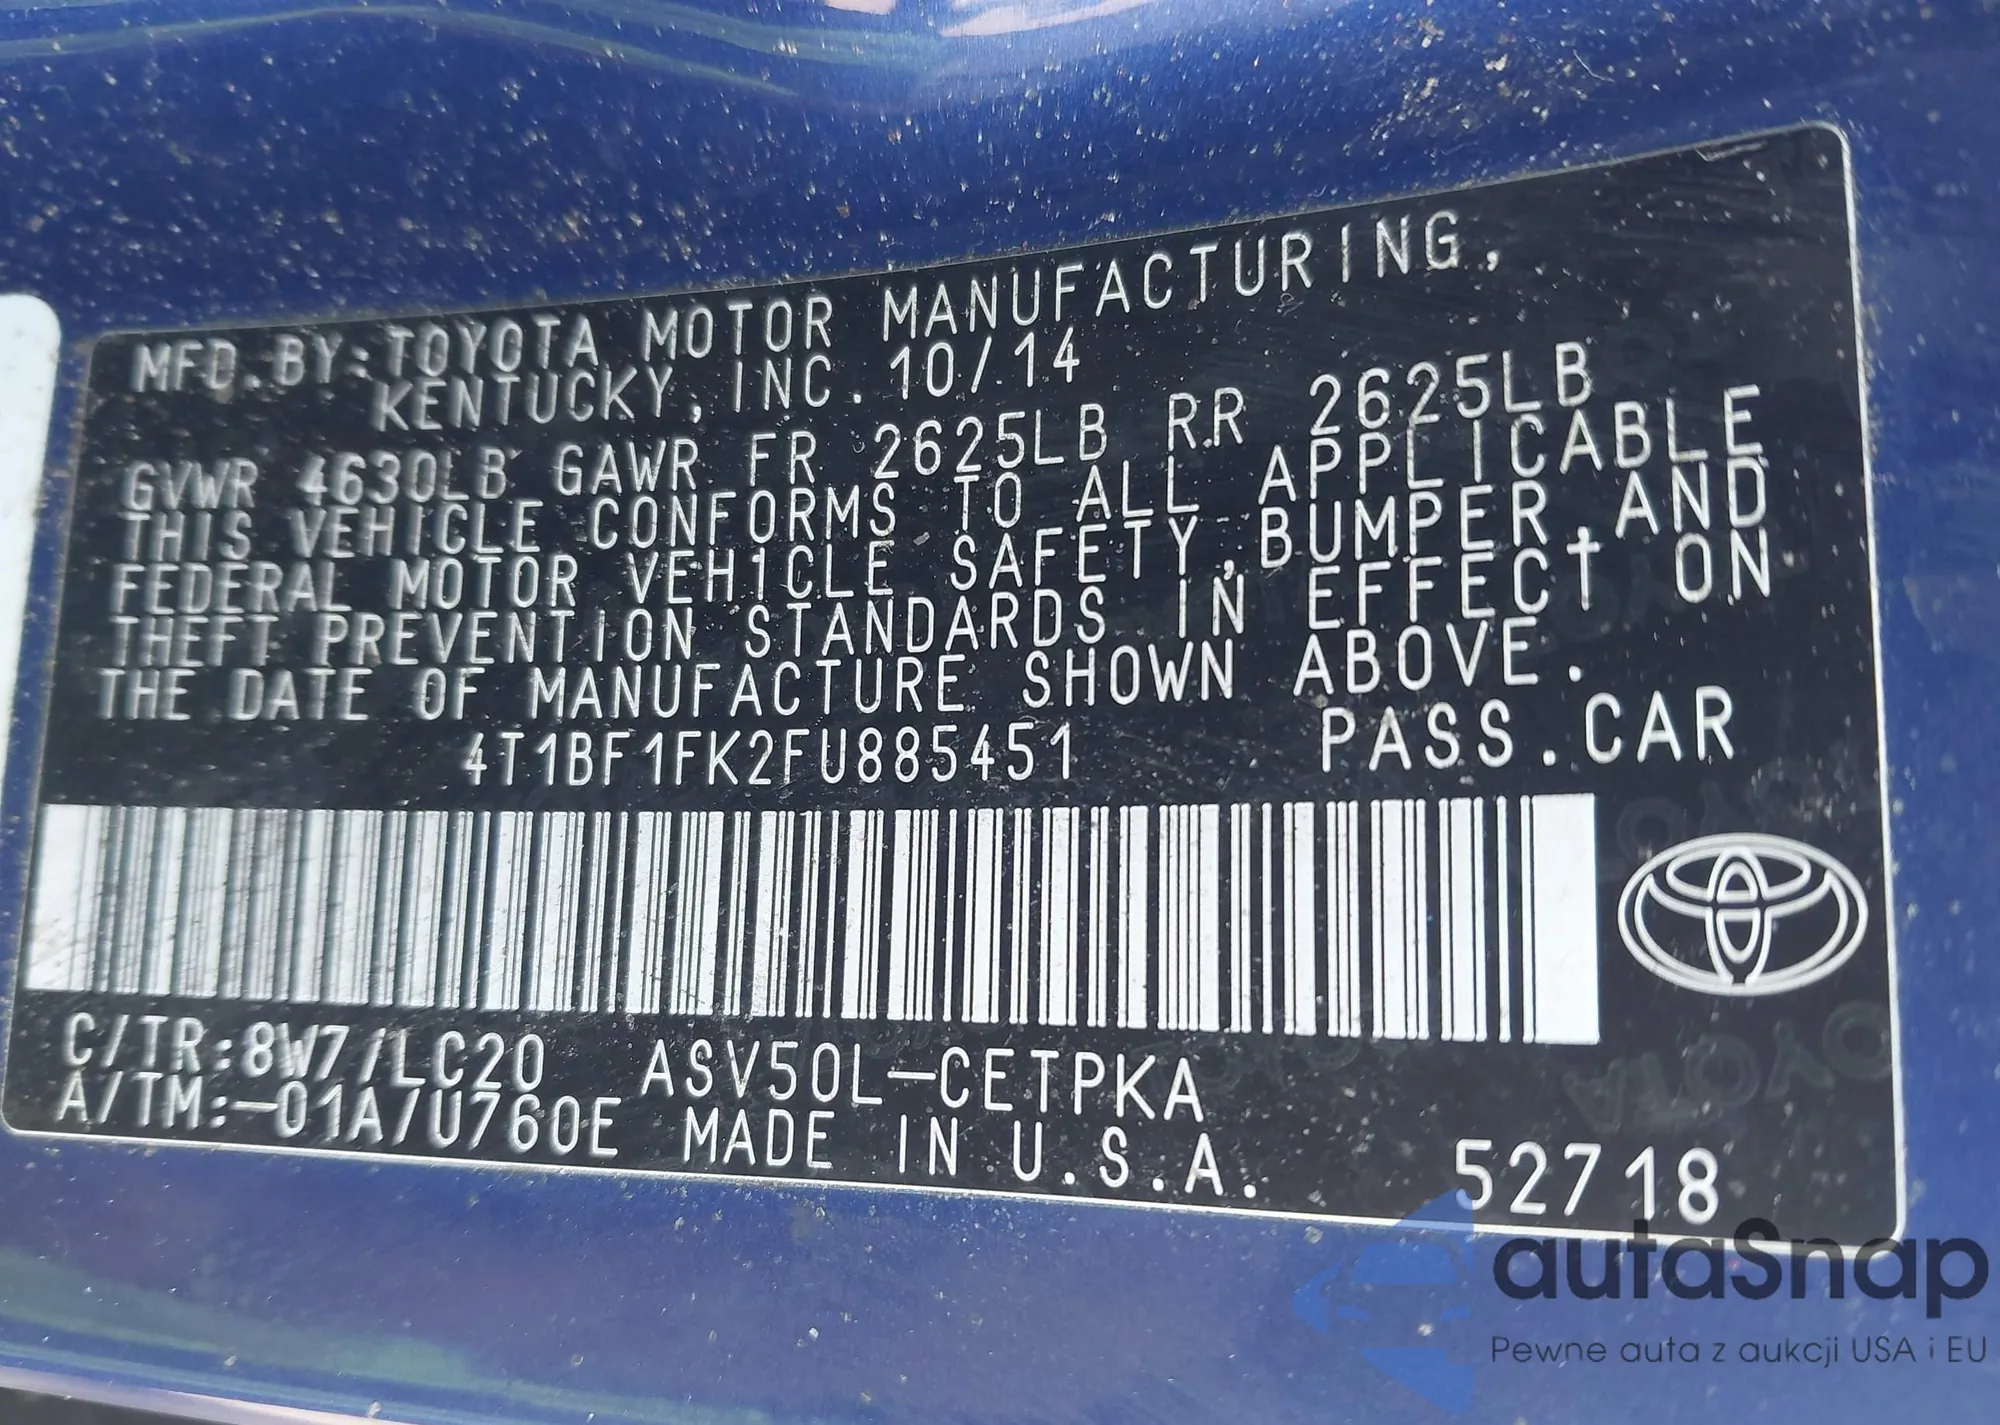 MFD. BY: TOYOTA MOTOR MANUFACTURING,
KENTUCKY, INC. 10/14
GVWR 4630LB GAWR FR 2625LB RR 2625LB
THIS VEHICLE CONFORMS TO ALL APPLICABLE
FEDERAL MOTOR VEHICLE SAFETY, BUMPER, AND
THEFT PREVENTION STANDARDS IN EFFECT ON
THE DATE OF MANUFACTURE SHOWN ABOVE.
4T1BF1FK2FU885451 PASS.CAR
C/TR:8W7/LC20 ASV50L-CETPKA
A/TM:-01A/U760E MADE IN U.S.A. 52718
autaSnap
Pewne auta z aukcji USA i EU